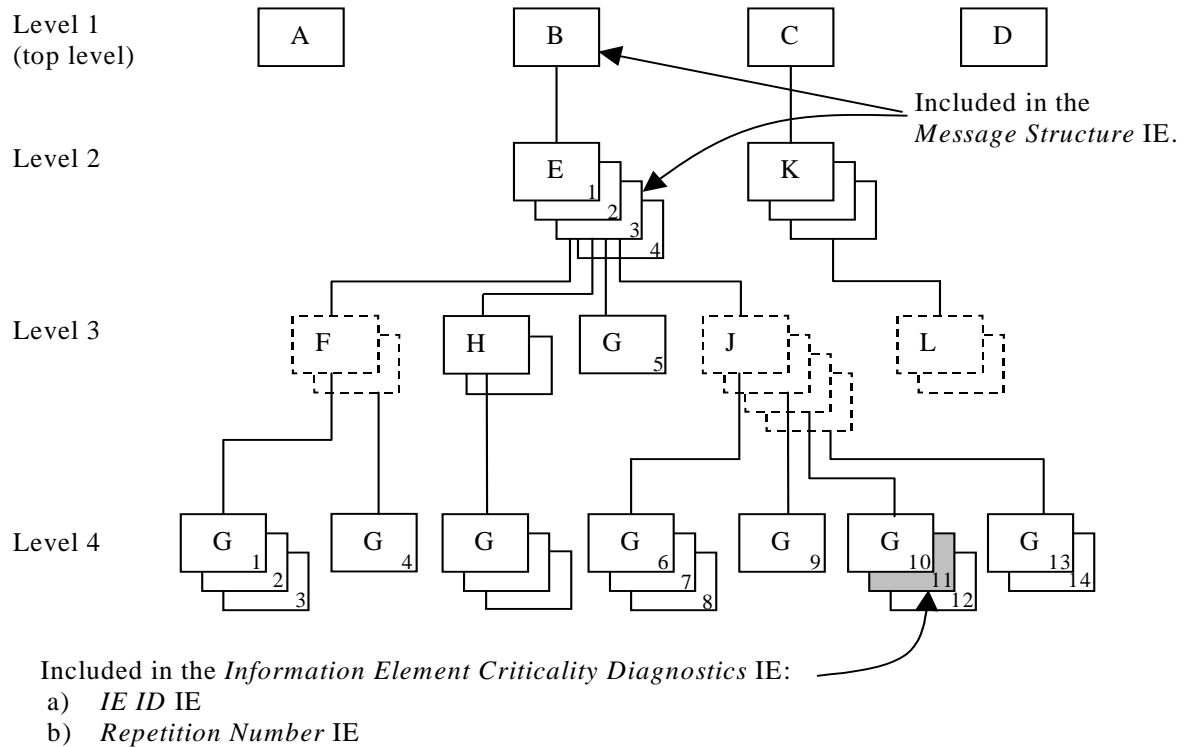 Level 1
(top level)
A
B
C
D
Included in the
Message Structure IE.
Level 2
E
1
2
3
4
K
Level 3
F
H
G
5
J
L
Level 4
G
1
2
3
G
4
G
G
6
7
8
G
9
G
10
11
12
G
13
14
Included in the Information Element Criticality Diagnostics IE:
a) IE ID IE
b) Repetition Number IE